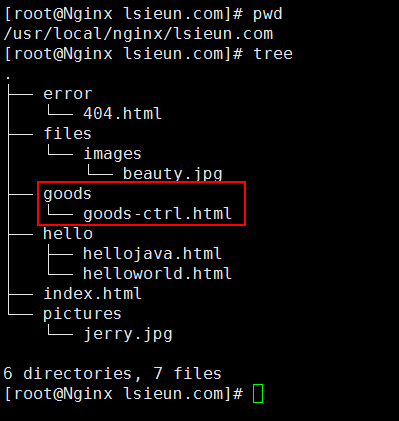 [root@Nginx lsieun.com]# pwd
/usr/local/nginx/lsieun.com
[root@Nginx lsieun.com]# tree
.
├── error
│   └── 404.html
├── files
│   └── images
│       └── beauty.jpg
├── goods
│   └── goods-ctrl.html
├── hello
│   ├── hellojava.html
│   └── helloworld.html
├── index.html
└── pictures
    └── jerry.jpg

6 directories, 7 files
[root@Nginx lsieun.com]#